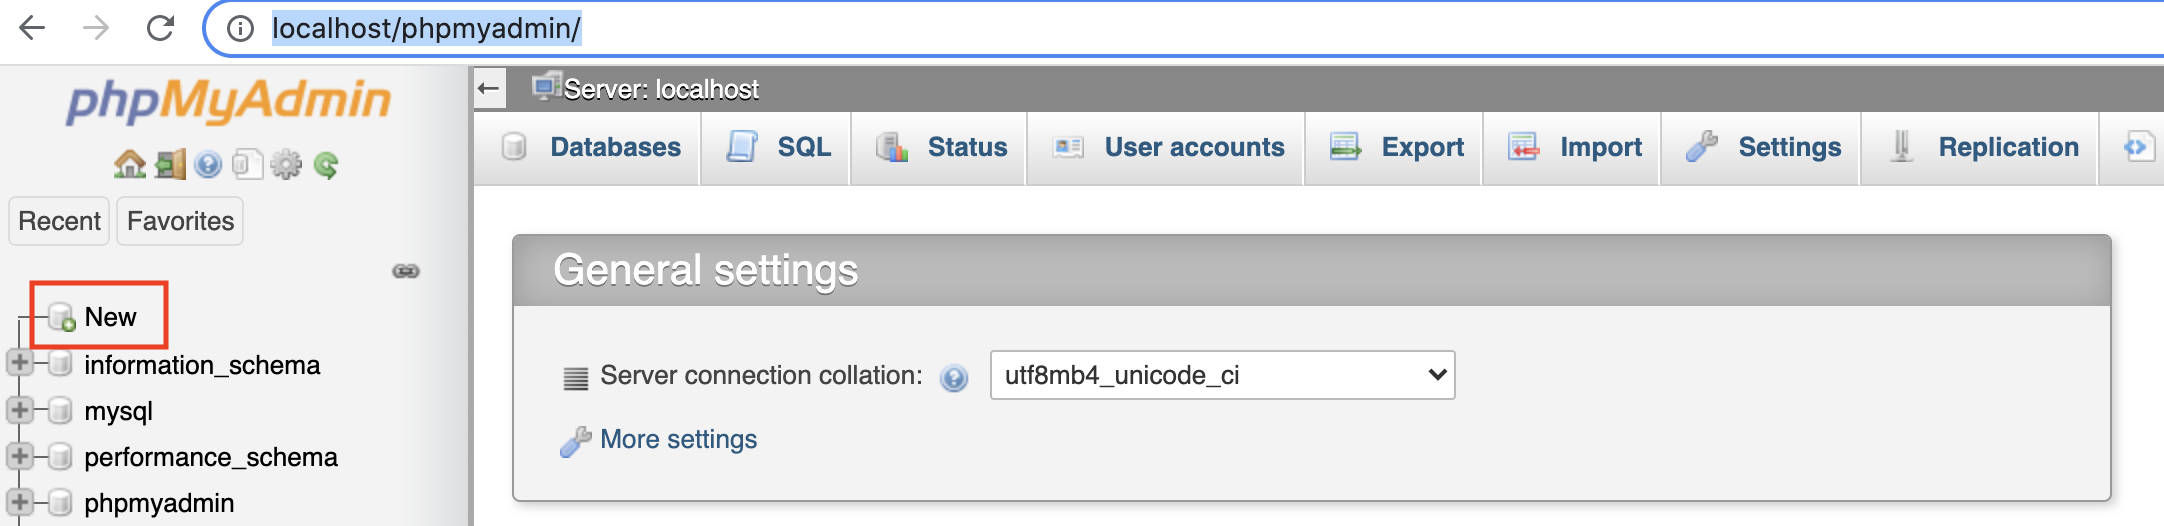 localhost/phpmyadmin/
phpMyAdmin
Recent Favorites
New
information_schema
mysql
performance_schema
phpmyadmin
Server: localhost
Databases SQL Status User accounts Export Import Settings Replication
General settings
Server connection collation: utf8mb4_unicode_ci
More settings